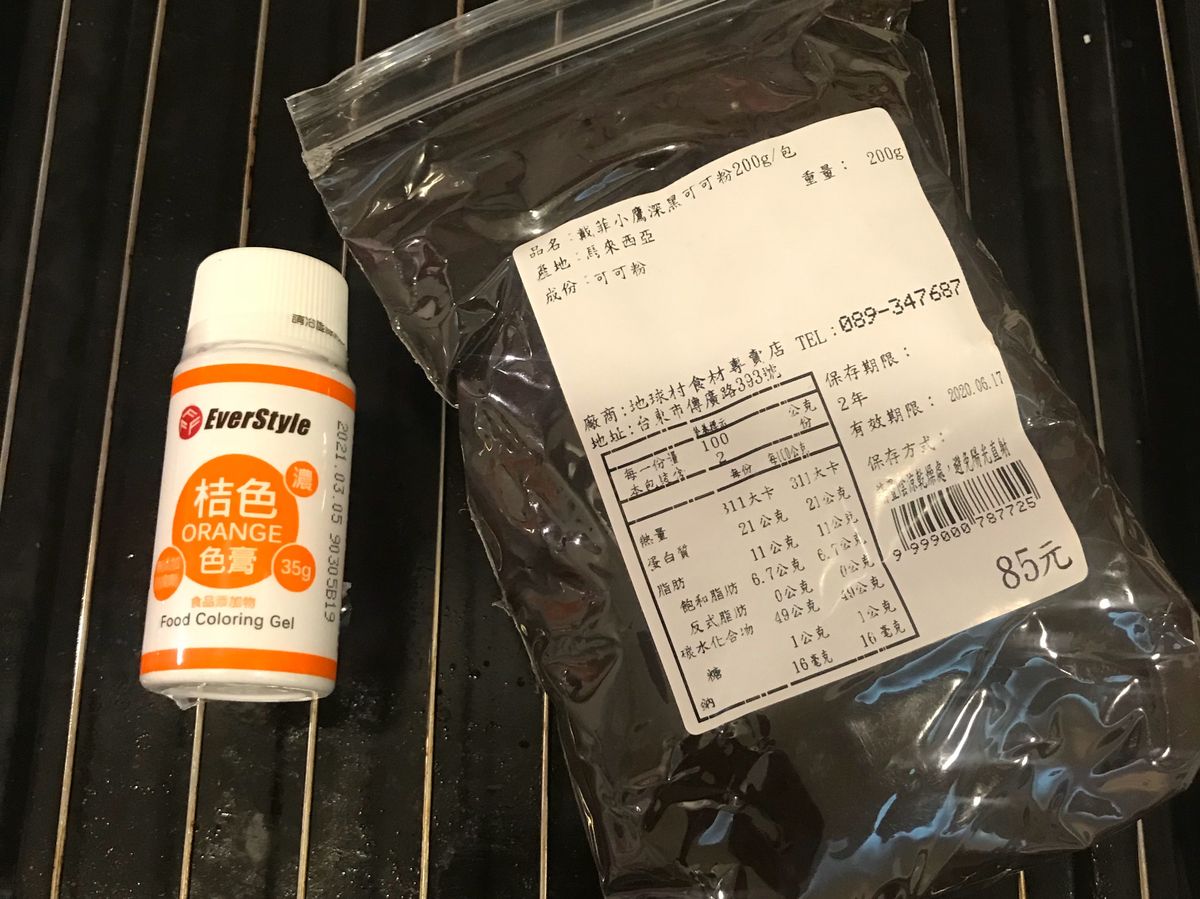 EverStyle
濃
桔色
ORANGE
色膏
35g
食品添加物
Food Coloring Gel
2021.03.05 90305B19
品名：戴菲小鷹深黑可可粉200g/包
重量： 200g
產地：馬來西亞
成份：可可粉
廠商：地球村食材專賣店 TEL：089-347687
地址：台東市傳廣路393號
保存期限：
2年
有效期限： 2020.06.17
保存方式：
每一份量 100 公克
本包裝含 2 份
每份 每100公克
熱量 311大卡 311大卡
蛋白質 21公克 21公克
脂肪 11公克 11公克
飽和脂肪 6.7公克 6.7公克
反式脂肪 0公克 0公克
碳水化合物 49公克 49公克
糖 1公克 1公克
鈉 16毫克 16毫克
9 999000 787725
85元